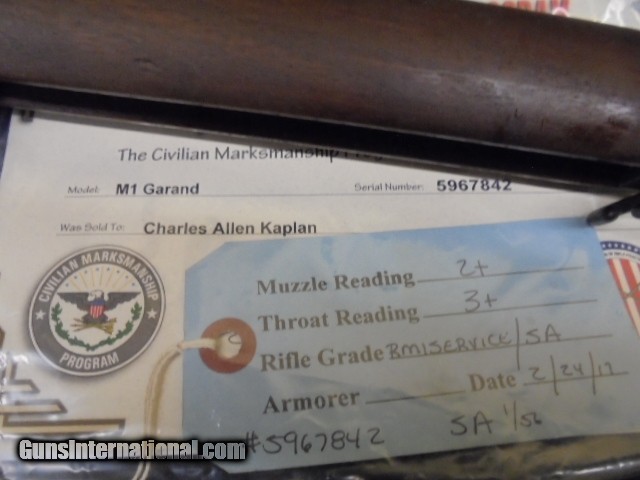 The Civilian Marksmanship
Model: M1 Garand Serial Number: 5967842
Was Sold To: Charles Allen Kaplan
CIVILIAN MARKSMANSHIP PROGRAM
Muzzle Reading 2+
Throat Reading 3+
Rifle Grade RM1SERVICE/SA
Armorer Date 2/24/17
#5967842 SA 1/56
GunsInternational.com